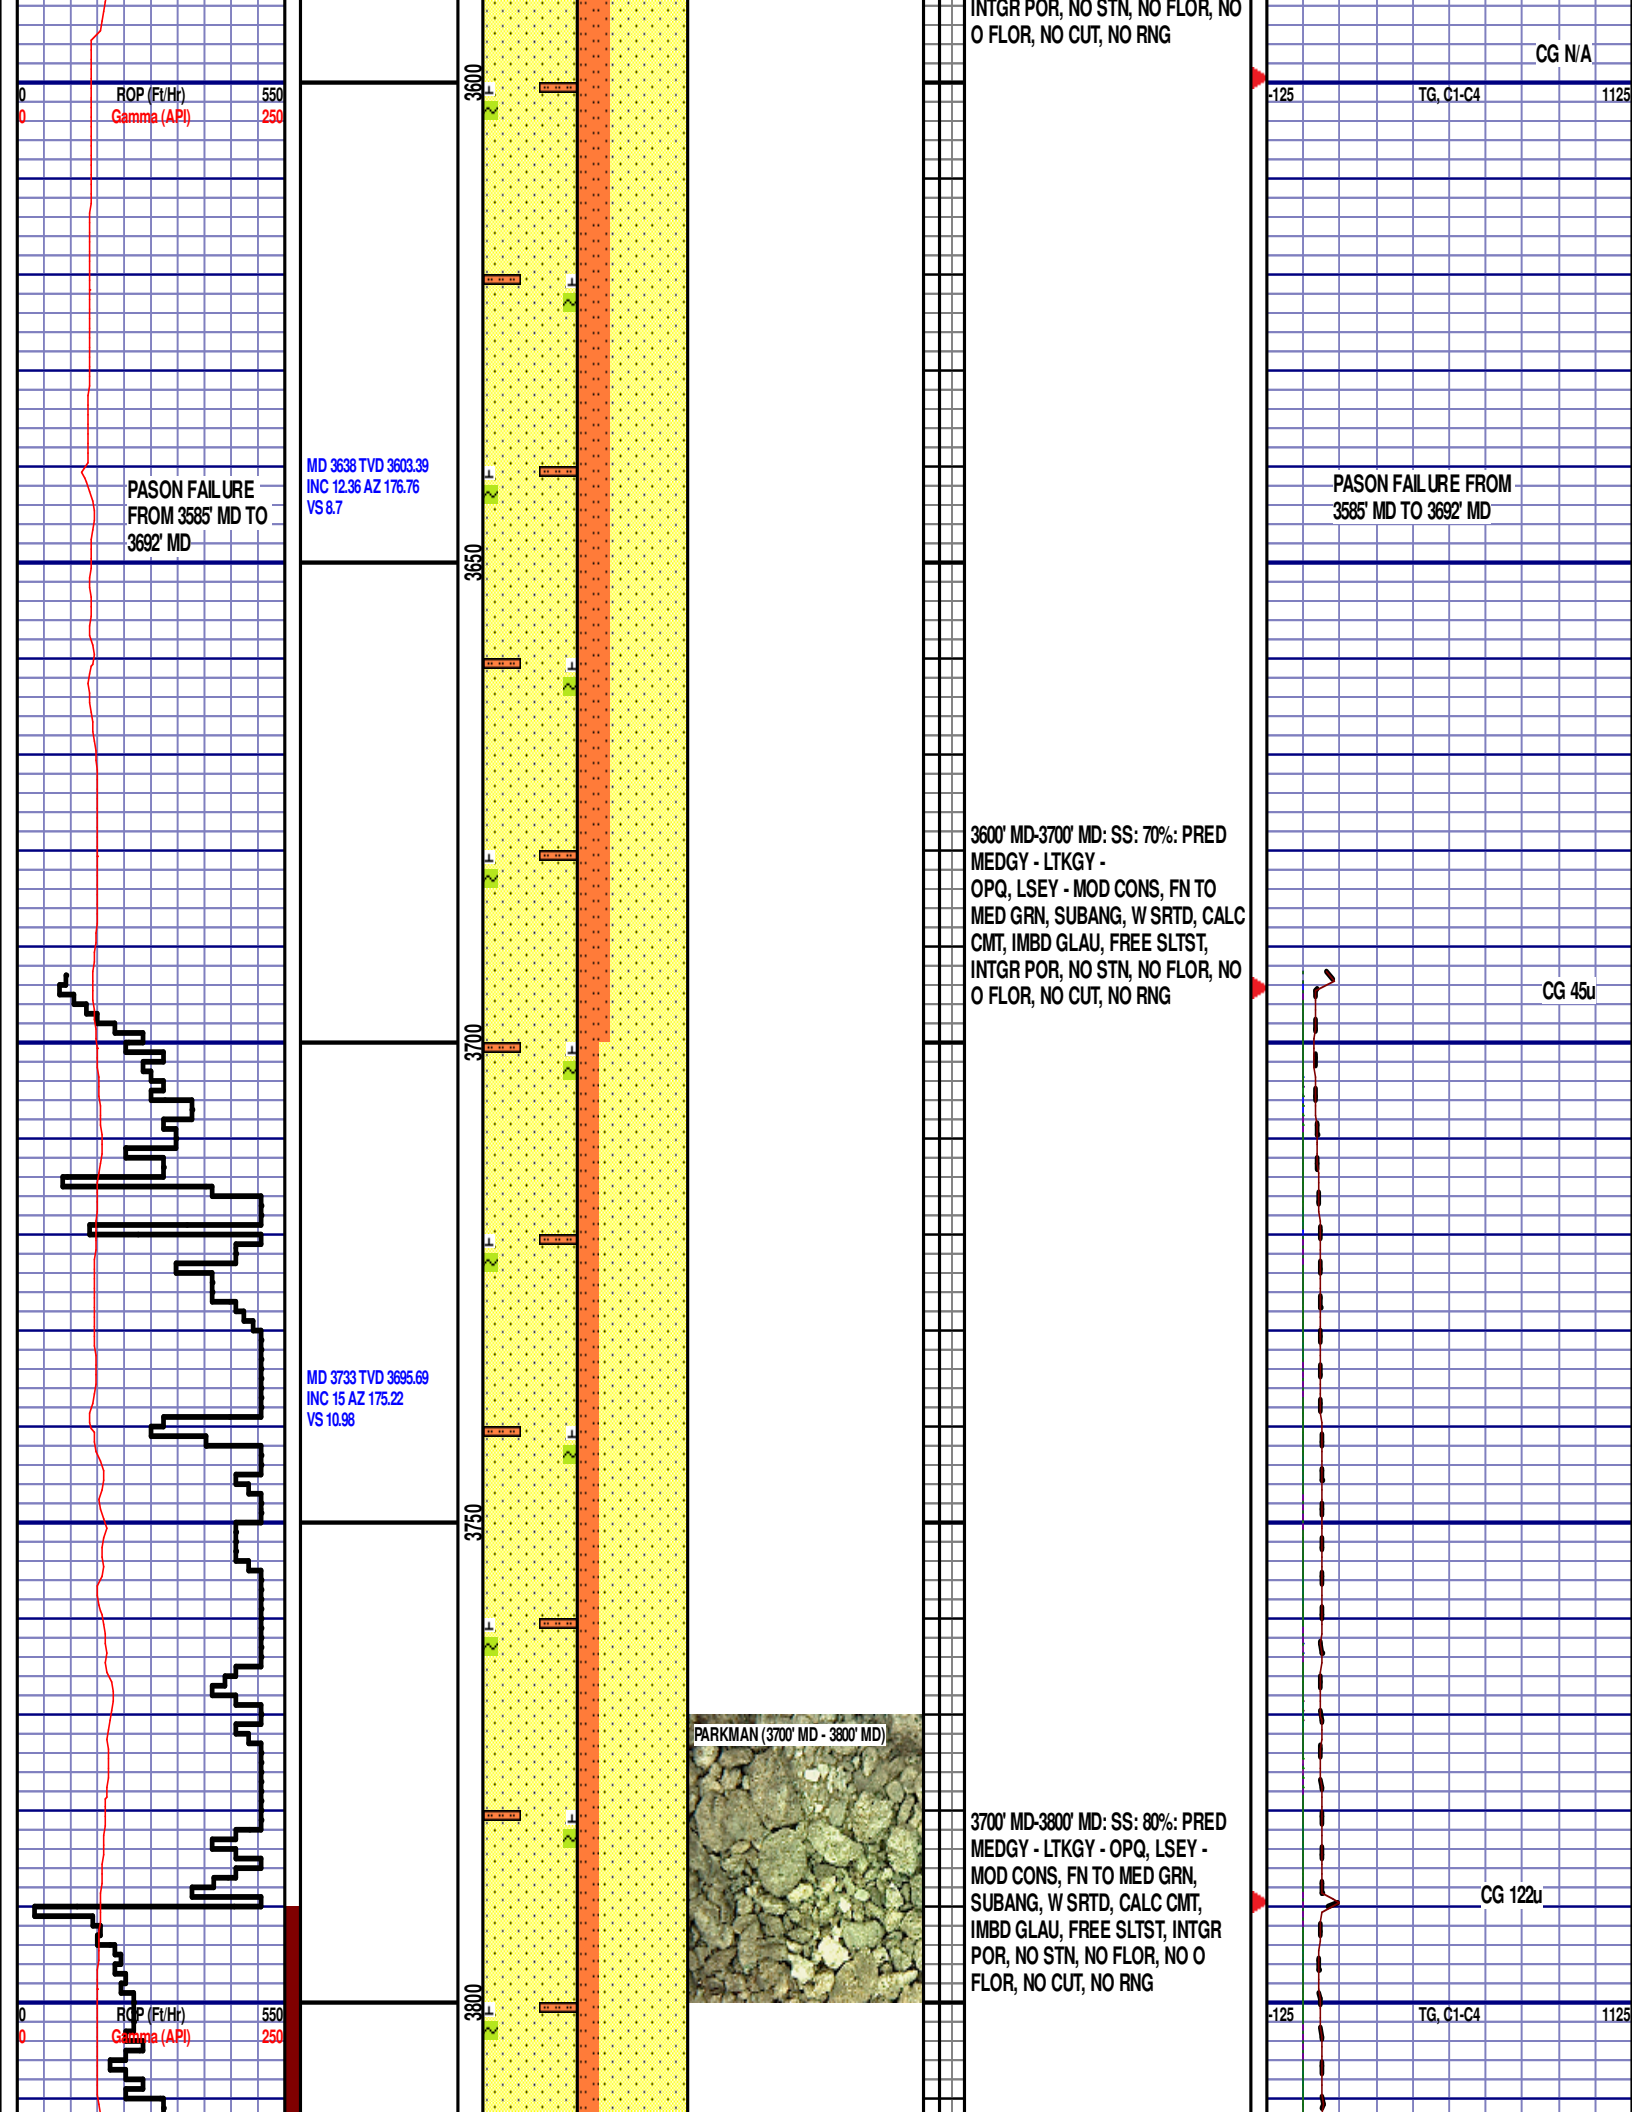 INTGR POR, NO STN, NO FLOR, NO
O FLOR, NO CUT, NO RNG
CG N/A
3600
0 ROP (Ft/Hr) 550
0 Gamma (API) 250
-125 TG, C1-C4 1125
MD 3638 TVD 3603.39
INC 12.36 AZ 176.76
VS 8.7
PASON FAILURE
FROM 3585' MD TO
3692' MD
PASON FAILURE FROM
3585' MD TO 3692' MD
3650
3600' MD-3700' MD: SS: 70%: PRED
MEDGY - LTKGY -
OPQ, LSEY - MOD CONS, FN TO
MED GRN, SUBANG, W SRTD, CALC
CMT, IMBD GLAU, FREE SLTST,
INTGR POR, NO STN, NO FLOR, NO
O FLOR, NO CUT, NO RNG
CG 45u
3700
MD 3733 TVD 3695.69
INC 15 AZ 175.22
VS 10.98
3750
PARKMAN (3700' MD - 3800' MD)
3700' MD-3800' MD: SS: 80%: PRED
MEDGY - LTKGY - OPQ, LSEY -
MOD CONS, FN TO MED GRN,
SUBANG, W SRTD, CALC CMT,
IMBD GLAU, FREE SLTST, INTGR
POR, NO STN, NO FLOR, NO O
FLOR, NO CUT, NO RNG
CG 122u
3800
0 ROP (Ft/Hr) 550
0 Gamma (API) 250
-125 TG, C1-C4 1125